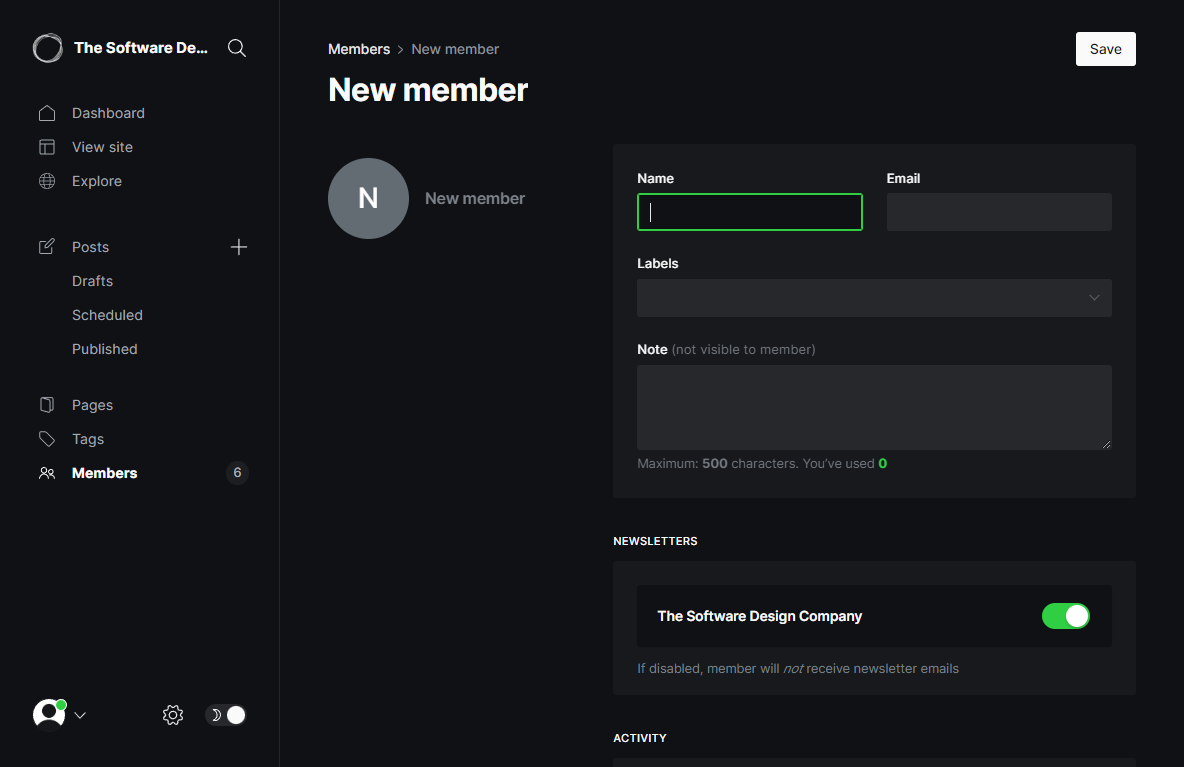 The Software De...
Dashboard
View site
Explore
Posts
Drafts
Scheduled
Published
Pages
Tags
Members 6
Members > New member
Save
New member
N New member
Name Email
Labels
Note (not visible to member)
Maximum: 500 characters. You've used 0
NEWSLETTERS
The Software Design Company
If disabled, member will not receive newsletter emails
ACTIVITY